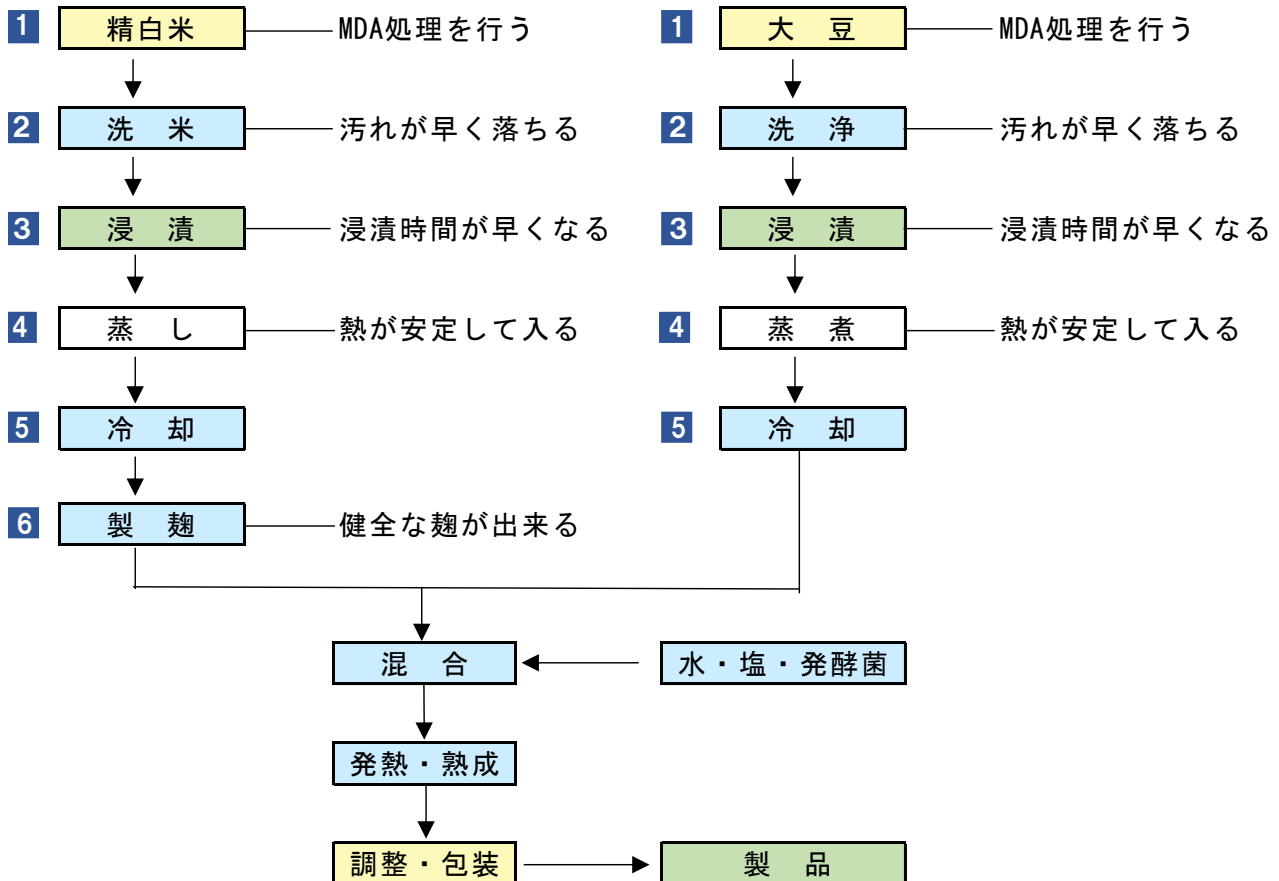 1 精白米 MDA処理を行う 1 大 豆 MDA処理を行う
2 洗 米 汚れが早く落ちる 2 洗 浄 汚れが早く落ちる
3 浸 漬 浸漬時間が早くなる 3 浸 漬 浸漬時間が早くなる
4 蒸 し 熱が安定して入る 4 蒸 煮 熱が安定して入る
5 冷 却 5 冷 却
6 製 麹 健全な麹が出来る
混 合 水・塩・発酵菌
発熱・熟成
調整・包装 製 品